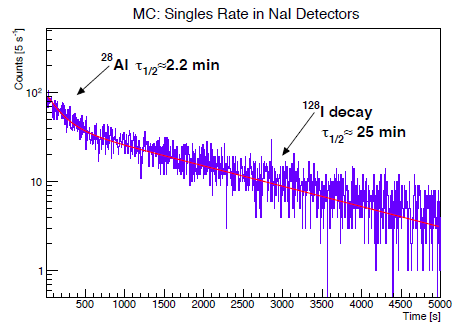 MC: Singles Rate in NaI Detectors
Counts [5 s⁻¹]
10²
10
1
²⁸Al τ₁/₂≈2.2 min
¹²⁸I decay
τ₁/₂≈ 25 min
500 1000 1500 2000 2500 3000 3500 4000 4500 5000
Time [s]